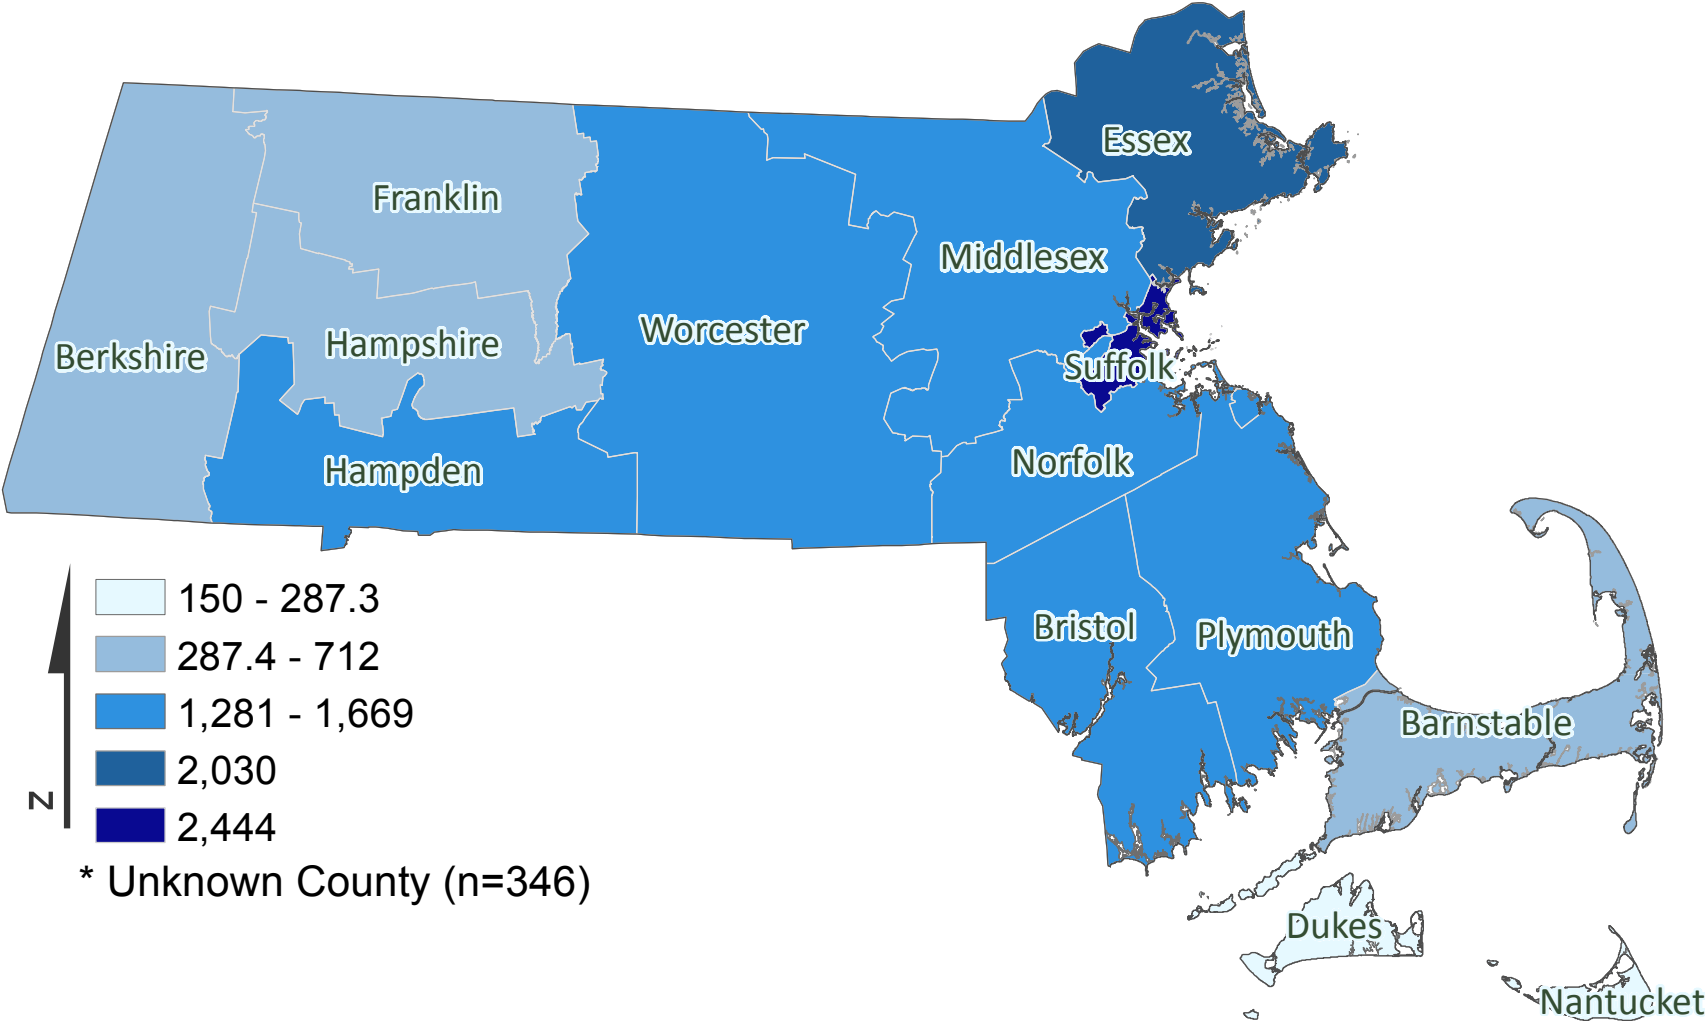 Essex
Franklin
Middlesex
Worcester
Hampshire
Berkshire
Suffolk
Norfolk
Hampden
150 - 287.3
Bristol
Plymouth
287.4 - 712
1,281 - 1,669
Barnstable
2,030
N
2,444
* Unknown County (n=346)
Dukes
Nantucket